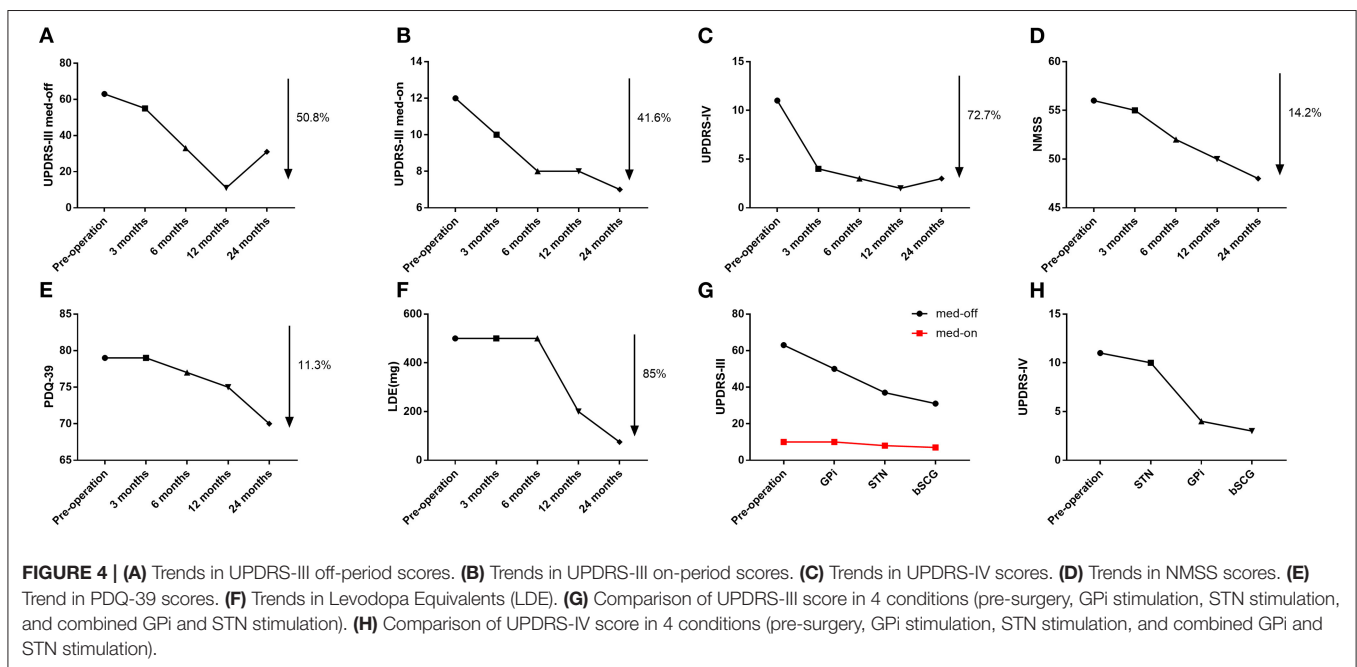 A
UPDRS-III med-off
80
60
40
20
0
50.8%
Pre-operation
3 months
6 months
12 months
24 months
B
UPDRS-III med-on
14
12
10
8
6
41.6%
Pre-operation
3 months
6 months
12 months
24 months
C
UPDRS-IV
15
10
5
0
72.7%
Pre-operation
3 months
6 months
12 months
24 months
D
NMSS
60
55
50
45
14.2%
Pre-operation
3 months
6 months
12 months
24 months
E
PDQ-39
85
80
75
70
65
11.3%
Pre-operation
3 months
6 months
12 months
24 months
F
LDE(mg)
600
400
200
0
85%
Pre-operation
3 months
6 months
12 months
24 months
G
UPDRS-III
80
60
40
20
0
med-off
med-on
Pre-operation
GPi
STN
bSCG
H
UPDRS-IV
15
10
5
0
Pre-operation
STN
GPi
bSCG
FIGURE 4 | (A) Trends in UPDRS-III off-period scores. (B) Trends in UPDRS-III on-period scores. (C) Trends in UPDRS-IV scores. (D) Trends in NMSS scores. (E)
Trend in PDQ-39 scores. (F) Trends in Levodopa Equivalents (LDE). (G) Comparison of UPDRS-III score in 4 conditions (pre-surgery, GPi stimulation, STN stimulation,
and combined GPi and STN stimulation). (H) Comparison of UPDRS-IV score in 4 conditions (pre-surgery, GPi stimulation, STN stimulation, and combined GPi and
STN stimulation).